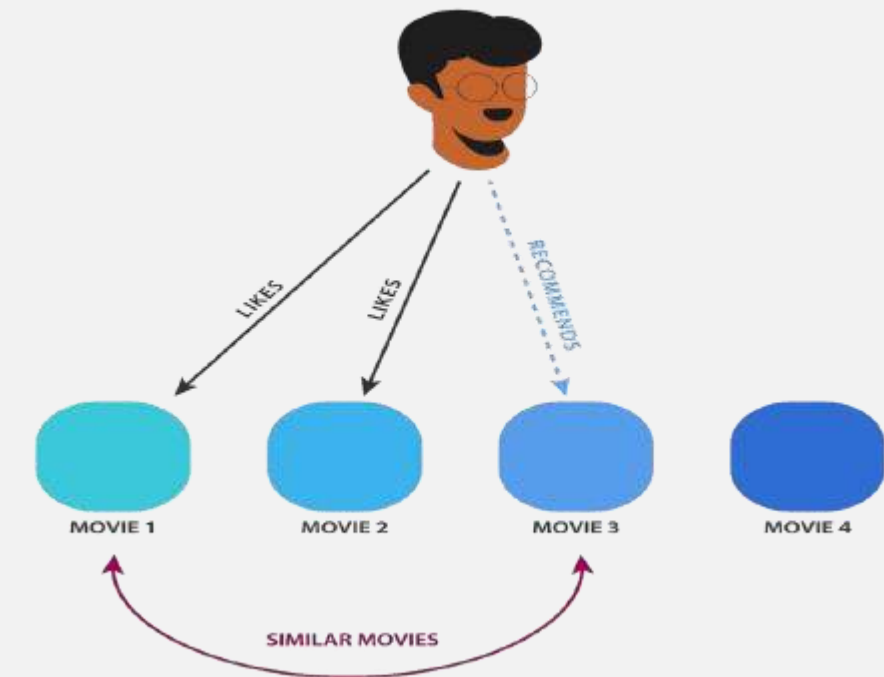 LIKES
LIKES
RECOMMENDS
MOVIE 1
MOVIE 2
MOVIE 3
MOVIE 4
SIMILAR MOVIES